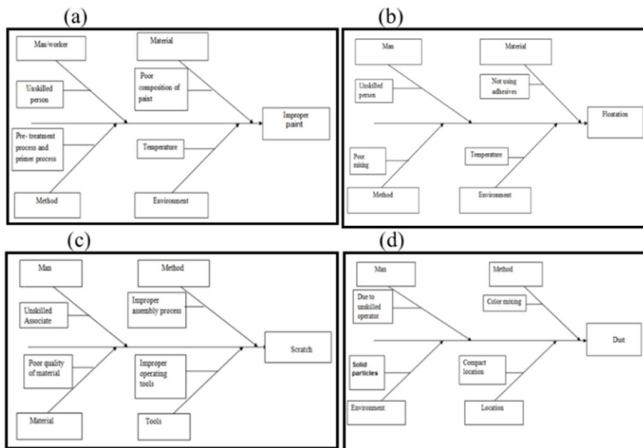 (a)
Man/worker
Material
Unskilled
person
Poor
composition of
paint
Improper
paint
Pre- treatment
process and
primer process
Temperature
Method
Environment
(b)
Man
Material
Unskilled
person
Not using
adhesives
Floatation
Poor
mixing
Temperature
Method
Environment
(c)
Man
Method
Unskilled
Associate
Improper
assembly process
Scratch
Poor quality
of material
Improper
operating
tools
Material
Tools
(d)
Man
Method
Due to
unskilled
operator
Color mixing
Dust
Solid
particles
Compact
location
Environment
Location